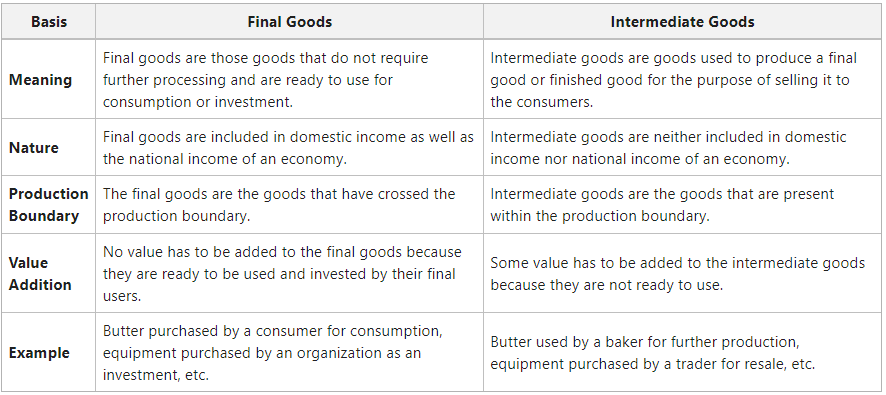 Basis Final Goods Intermediate Goods
Meaning
Final goods are those goods that do not require
further processing and are ready to use for
consumption or investment.
Intermediate goods are goods used to produce a final
good or finished good for the purpose of selling it to
the consumers.
Nature
Final goods are included in domestic income as well as
the national income of an economy.
Intermediate goods are neither included in domestic
income nor national income of an economy.
Production
Boundary
The final goods are the goods that have crossed the
production boundary.
Intermediate goods are the goods that are present
within the production boundary.
Value
Addition
No value has to be added to the final goods because
they are ready to be used and invested by their final
users.
Some value has to be added to the intermediate goods
because they are not ready to use.
Example
Butter purchased by a consumer for consumption,
equipment purchased by an organization as an
investment, etc.
Butter used by a baker for further production,
equipment purchased by a trader for resale, etc.